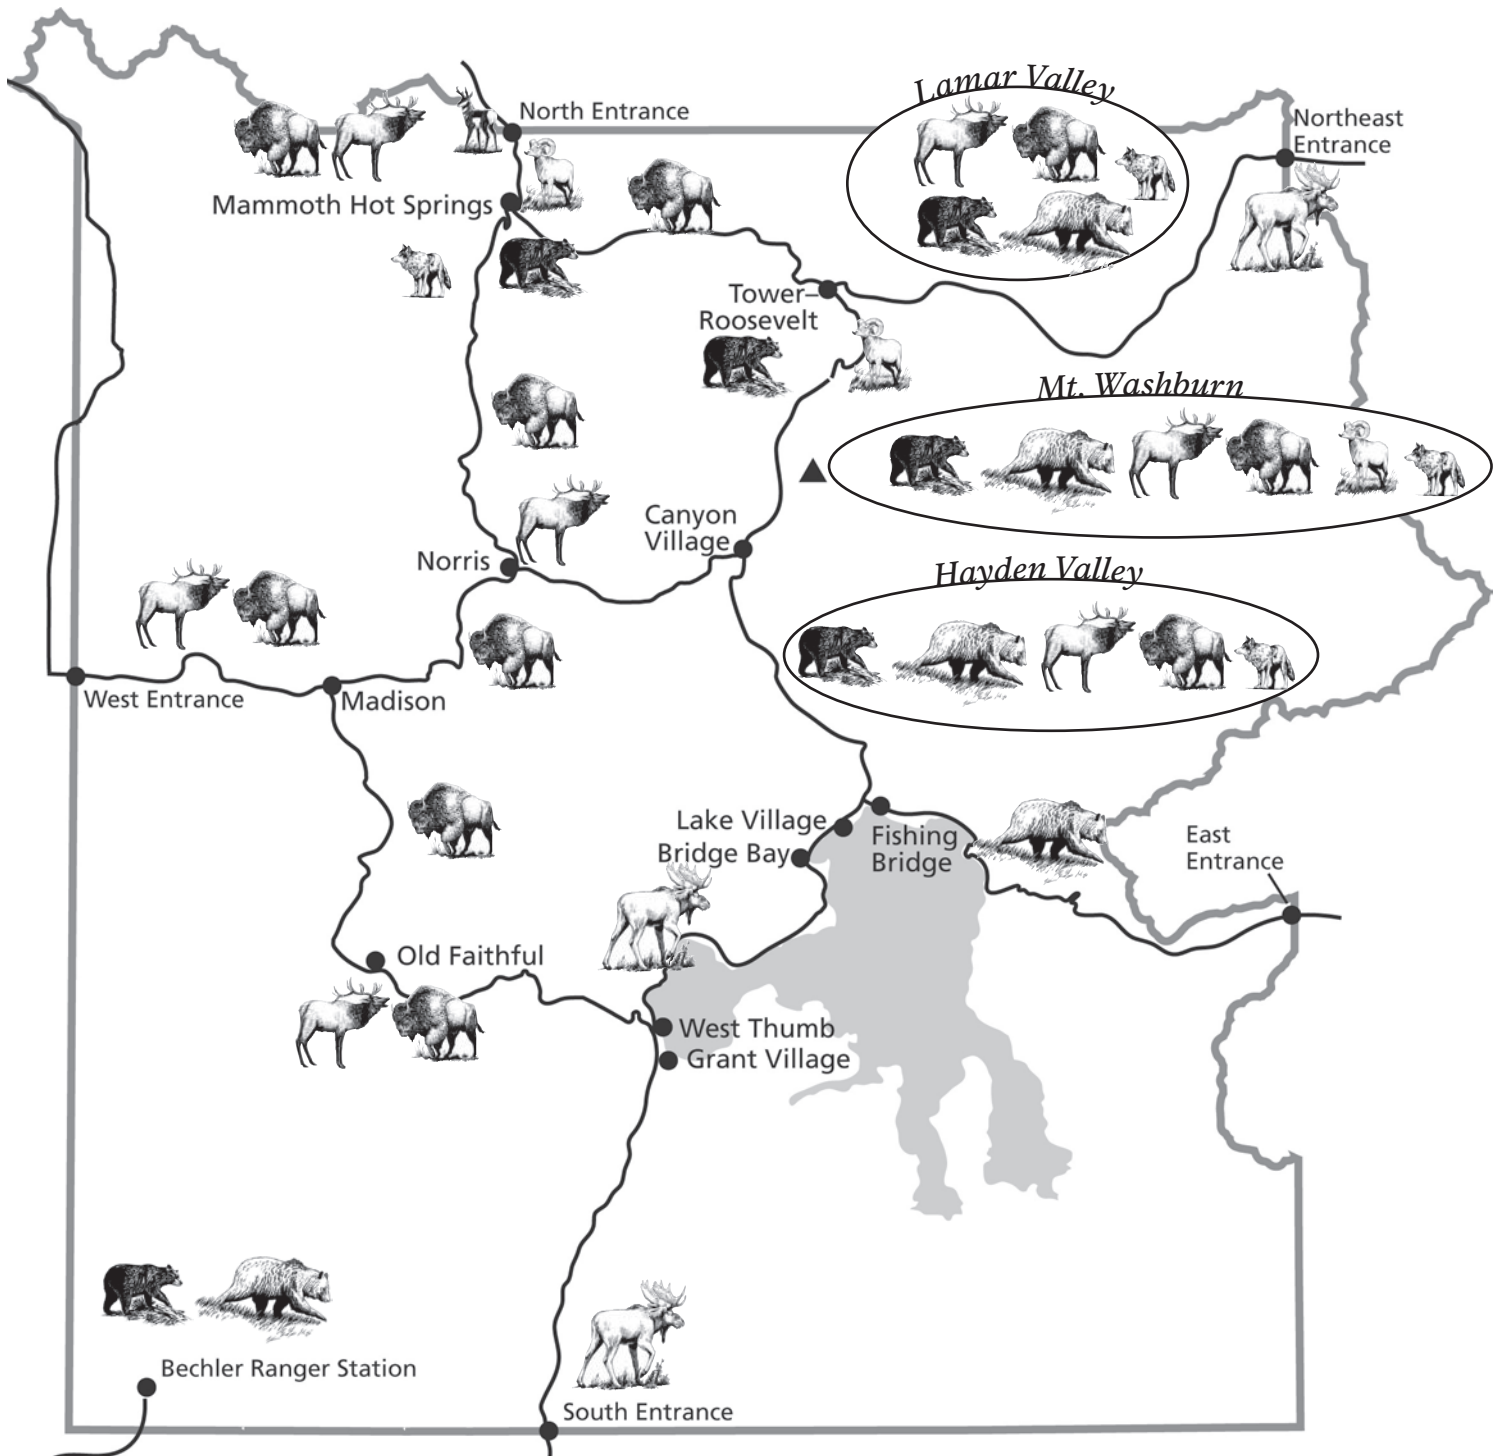 Lamar Valley
North Entrance
Northeast
Entrance
Mammoth Hot Springs
Tower–
Roosevelt
Mt. Washburn
Canyon
Village
Norris
Hayden Valley
West Entrance
Madison
Lake Village
Bridge Bay
Fishing
Bridge
East
Entrance
Old Faithful
West Thumb
Grant Village
Bechler Ranger Station
South Entrance